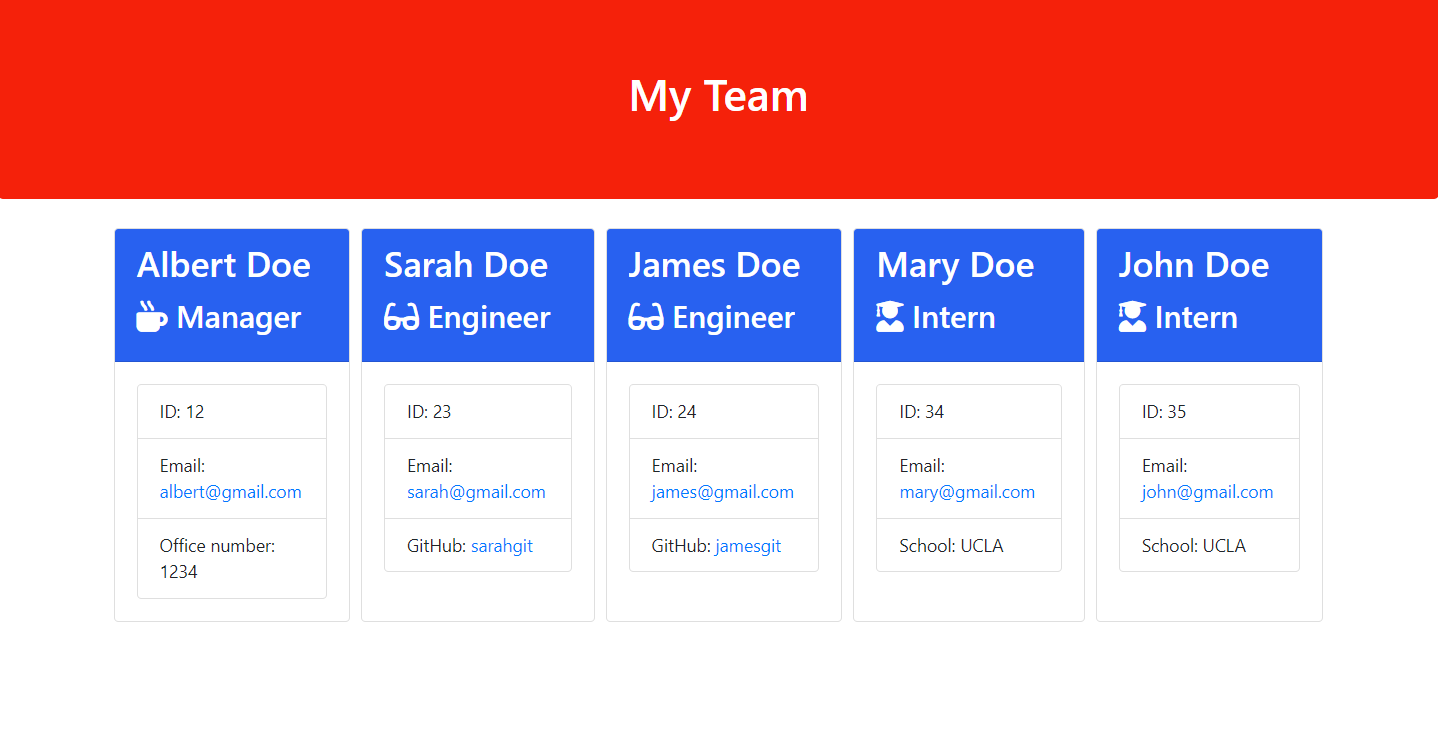 My Team
Albert Doe
Manager
ID: 12
Email:
albert@gmail.com
Office number:
1234
Sarah Doe
Engineer
ID: 23
Email:
sarah@gmail.com
GitHub: sarahgit
James Doe
Engineer
ID: 24
Email:
james@gmail.com
GitHub: jamesgit
Mary Doe
Intern
ID: 34
Email:
mary@gmail.com
School: UCLA
John Doe
Intern
ID: 35
Email:
john@gmail.com
School: UCLA